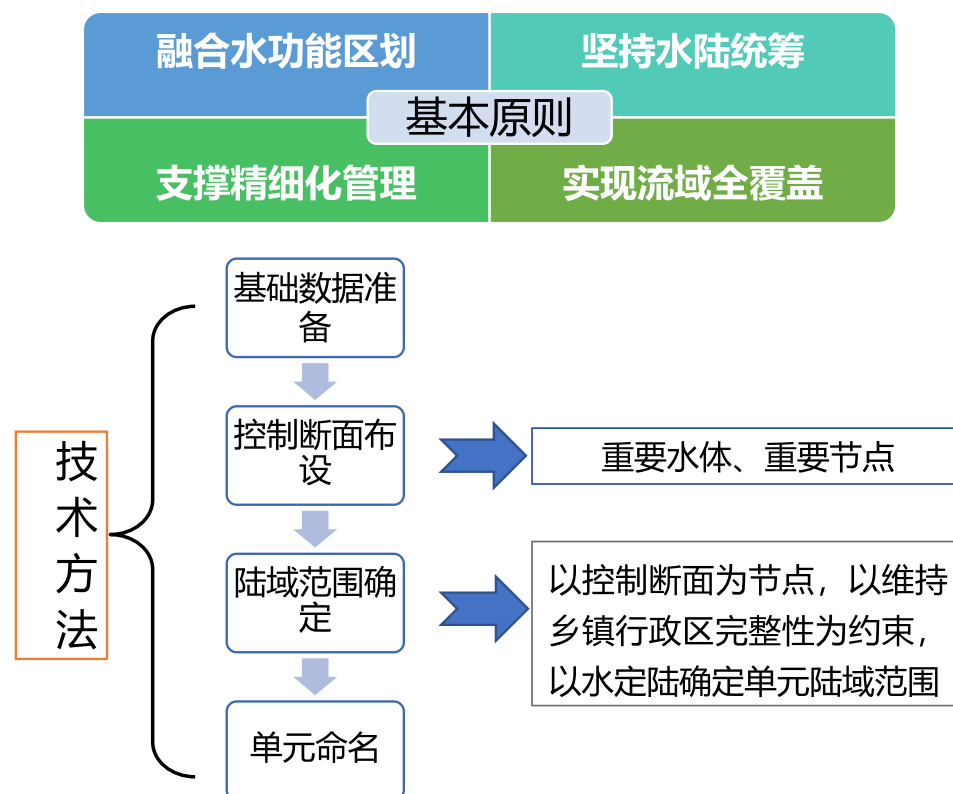 融合水功能区划
坚持水陆统筹
基本原则
支撑精细化管理
实现流域全覆盖
技
术
方
法
基础数据准
备
控制断面布
设
重要水体、重要节点
陆域范围确
定
以控制断面为节点，以维持
乡镇行政区完整性为约束，
以水定陆确定单元陆域范围
单元命名